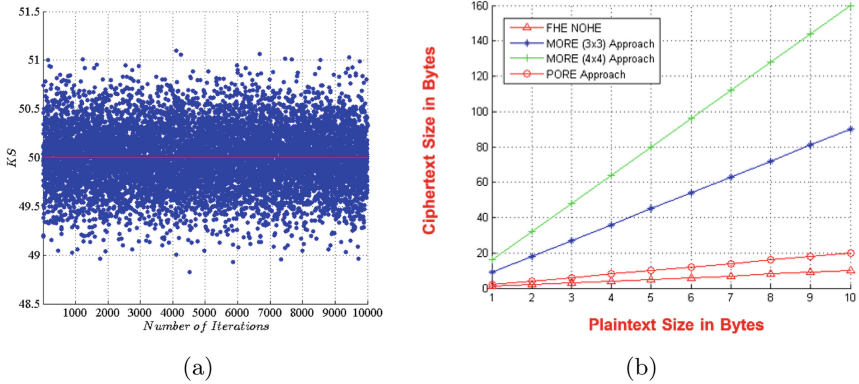 51.5
51
50.5
50
49.5
49
48.5
KS
1000 2000 3000 4000 5000 6000 7000 8000 9000 10000
Number of Iterations
(a)
160
140
120
100
80
60
40
20
0
Ciphertext Size in Bytes
FHE NOHE
MORE (3x3) Approach
MORE (4x4) Approach
PORE Approach
1 2 3 4 5 6 7 8 9 10
Plaintext Size in Bytes
(b)